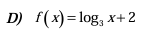 D) f(x)=log₃ x+2